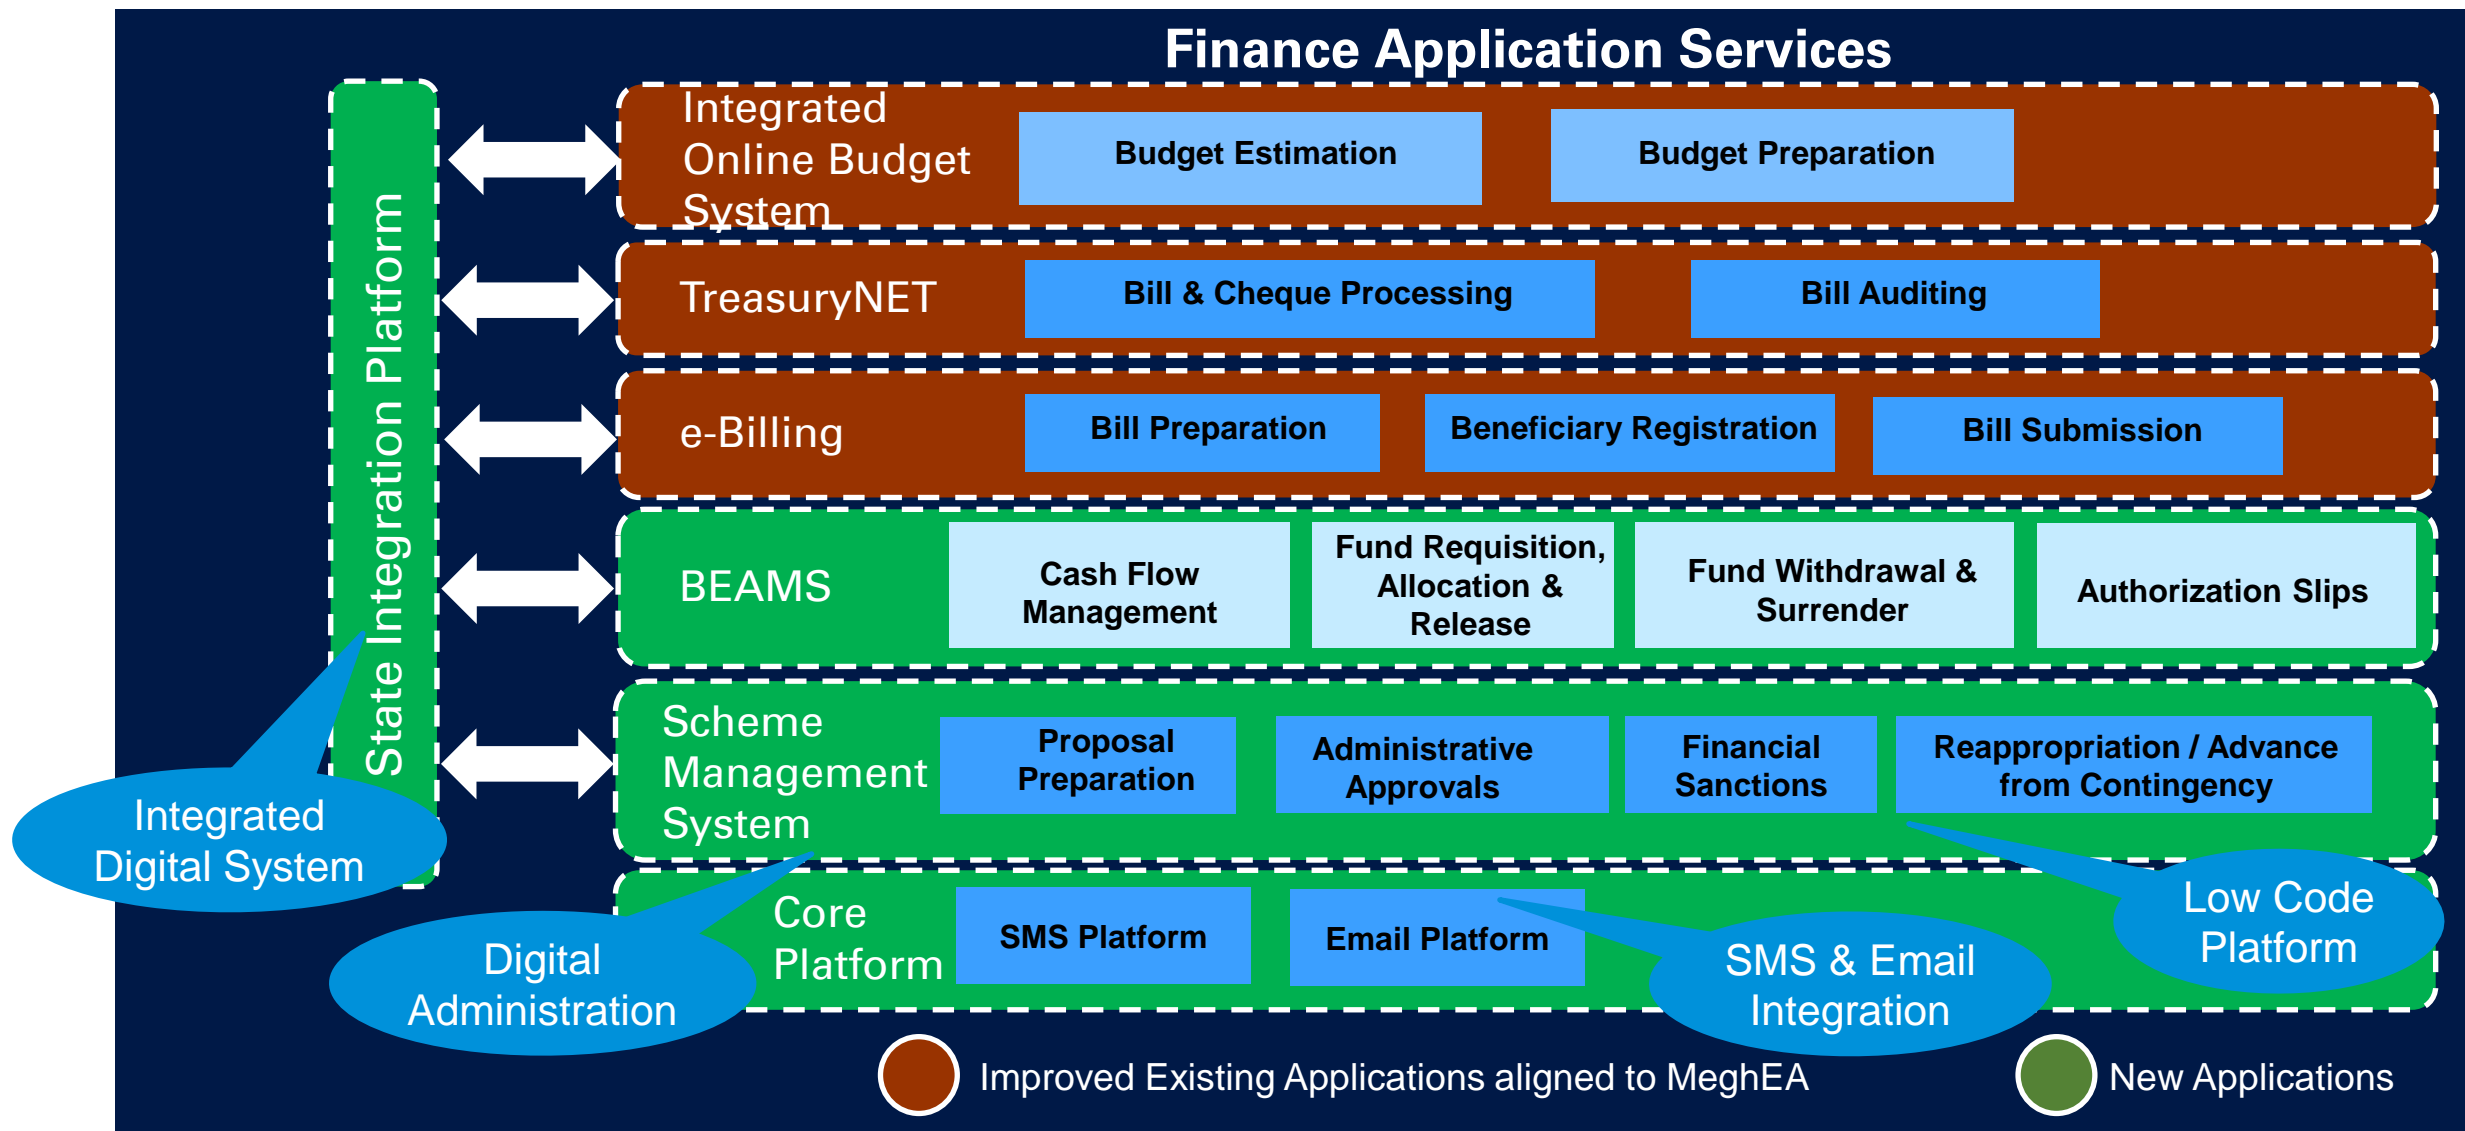 Finance Application Services
State Integration Platform
Integrated
Online Budget
System
Budget Estimation
Budget Preparation
TreasuryNET
Bill & Cheque Processing
Bill Auditing
e-Billing
Bill Preparation
Beneficiary Registration
Bill Submission
BEAMS
Cash Flow
Management
Fund Requisition,
Allocation &
Release
Fund Withdrawal &
Surrender
Authorization Slips
Scheme
Management
System
Proposal
Preparation
Administrative
Approvals
Financial
Sanctions
Reappropriation / Advance
from Contingency
Integrated
Digital System
Core
Platform
SMS Platform
Email Platform
Digital
Administration
SMS & Email
Integration
Low Code
Platform
Improved Existing Applications aligned to MeghEA
New Applications